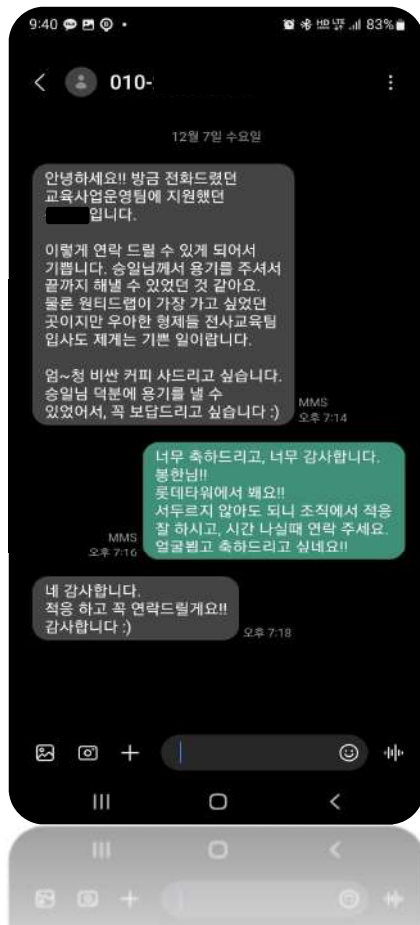 9:40
83%
010-
12월 7일 수요일
안녕하세요!! 방금 전화드렸던
교육사업운영팀에 지원했던
입니다.
이렇게 연락 드릴 수 있게 되어서
기쁩니다. 승일님께서 용기를 주셔서
끝까지 해낼 수 있었던 것 같아요.
물론 원티드랩이 가장 가고 싶었던
곳이지만 우아한 형제들 전사교육팀
입사도 제게는 기쁜 일이랍니다.
엄~청 비싼 커피 사드리고 싶습니다.
승일님 덕분에 용기를 낼 수
있었어서, 꼭 보답드리고 싶습니다 :)
MMS
오후 7:14
너무 축하드리고, 너무 감사합니다.
봉한님!!
롯데타워에서 봬요!!
서두르지 않아도 되니 조직에서 적응
잘 하시고, 시간 나실때 연락 주세요.
얼굴뵙고 축하드리고 싶네요!!
MMS
오후 7:16
네 감사합니다.
적응 하고 꼭 연락드릴게요!!
감사합니다 :)
오후 7:18